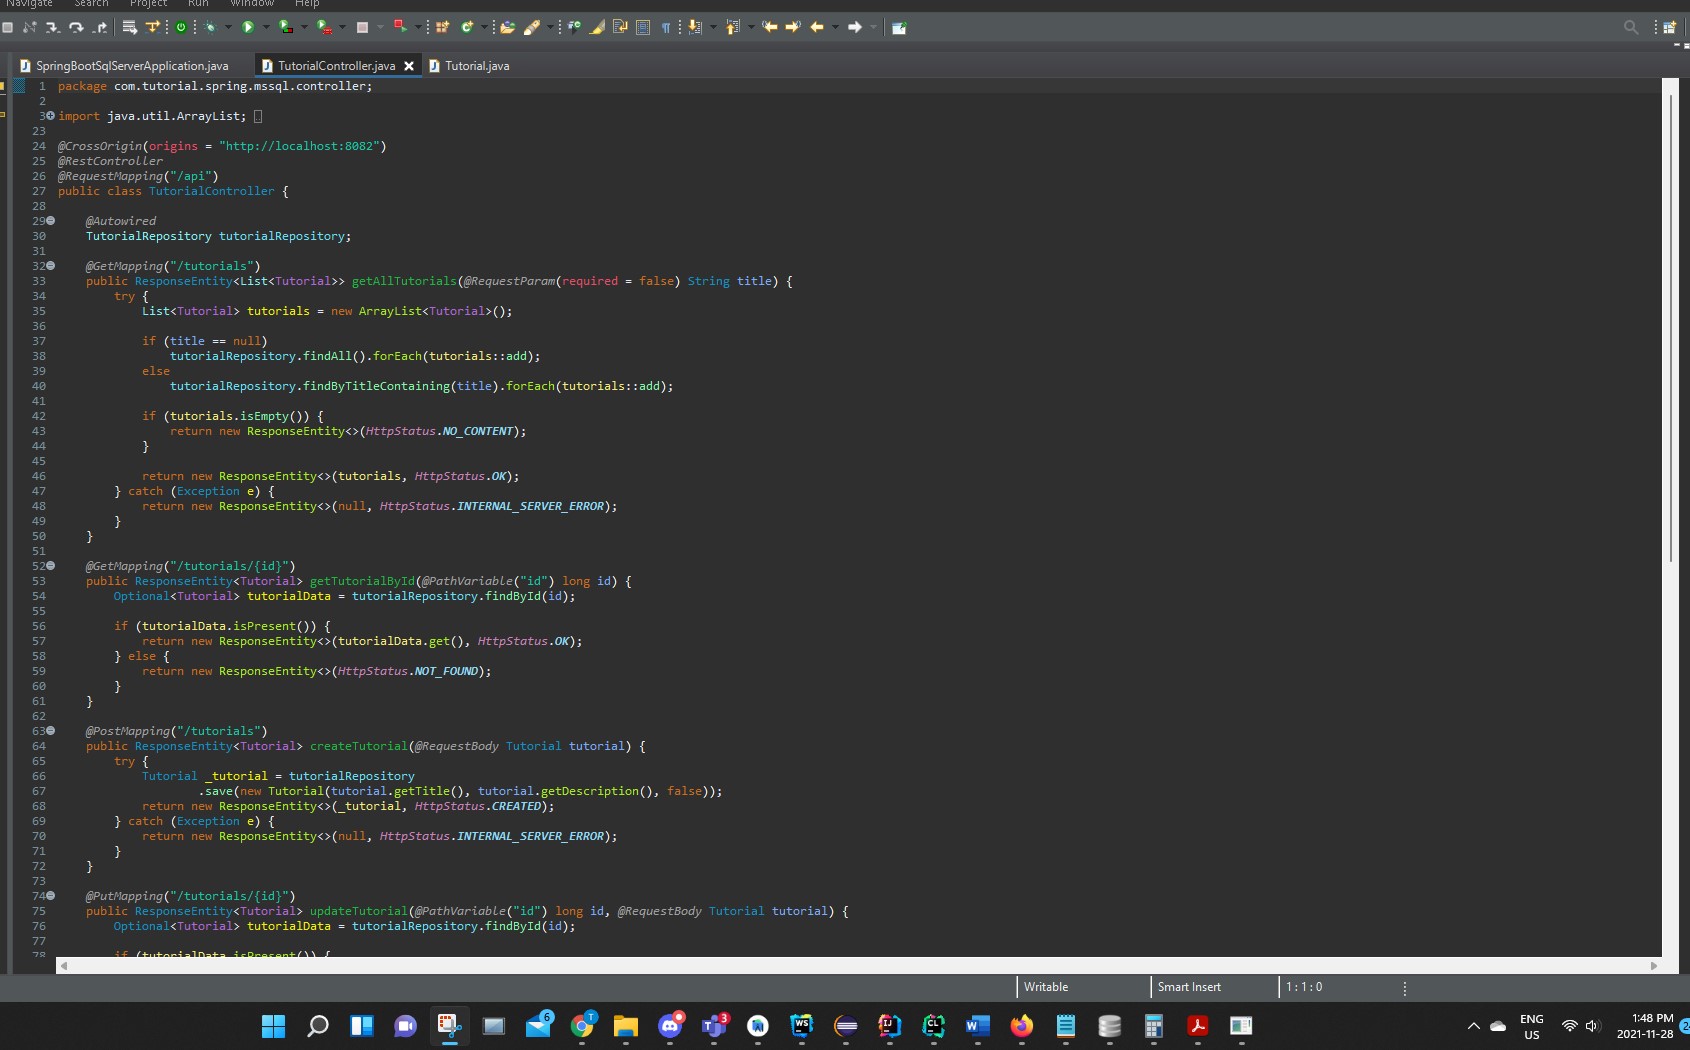 Navigate Search Project Run Window Help
SpringBootSqlServerApplication.java TutorialController.java Tutorial.java
1 package com.tutorial.spring.mssql.controller;
2
3 import java.util.ArrayList;
23
24 @CrossOrigin(origins = "http://localhost:8082")
25 @RestController
26 @RequestMapping("/api")
27 public class TutorialController {
28
29 @Autowired
30 TutorialRepository tutorialRepository;
31
32 @GetMapping("/tutorials")
33 public ResponseEntity<List<Tutorial>> getAllTutorials(@RequestParam(required = false) String title) {
34 try {
35 List<Tutorial> tutorials = new ArrayList<Tutorial>();
36
37 if (title == null)
38 tutorialRepository.findAll().forEach(tutorials::add);
39 else
40 tutorialRepository.findByTitleContaining(title).forEach(tutorials::add);
41
42 if (tutorials.isEmpty()) {
43 return new ResponseEntity<>(HttpStatus.NO_CONTENT);
44 }
45
46 return new ResponseEntity<>(tutorials, HttpStatus.OK);
47 } catch (Exception e) {
48 return new ResponseEntity<>(null, HttpStatus.INTERNAL_SERVER_ERROR);
49 }
50 }
51
52 @GetMapping("/tutorials/{id}")
53 public ResponseEntity<Tutorial> getTutorialById(@PathVariable("id") long id) {
54 Optional<Tutorial> tutorialData = tutorialRepository.findById(id);
55
56 if (tutorialData.isPresent()) {
57 return new ResponseEntity<>(tutorialData.get(), HttpStatus.OK);
58 } else {
59 return new ResponseEntity<>(HttpStatus.NOT_FOUND);
60 }
61 }
62
63 @PostMapping("/tutorials")
64 public ResponseEntity<Tutorial> createTutorial(@RequestBody Tutorial tutorial) {
65 try {
66 Tutorial _tutorial = tutorialRepository
67 .save(new Tutorial(tutorial.getTitle(), tutorial.getDescription(), false));
68 return new ResponseEntity<>(_tutorial, HttpStatus.CREATED);
69 } catch (Exception e) {
70 return new ResponseEntity<>(null, HttpStatus.INTERNAL_SERVER_ERROR);
71 }
72 }
73
74 @PutMapping("/tutorials/{id}")
75 public ResponseEntity<Tutorial> updateTutorial(@PathVariable("id") long id, @RequestBody Tutorial tutorial) {
76 Optional<Tutorial> tutorialData = tutorialRepository.findById(id);
77
78 if (tutorialData.isPresent()) {
Writable Smart Insert 1 : 1 : 0
6 T 3 WS IJ CL W
ENG
US
1:48 PM
2021-11-28